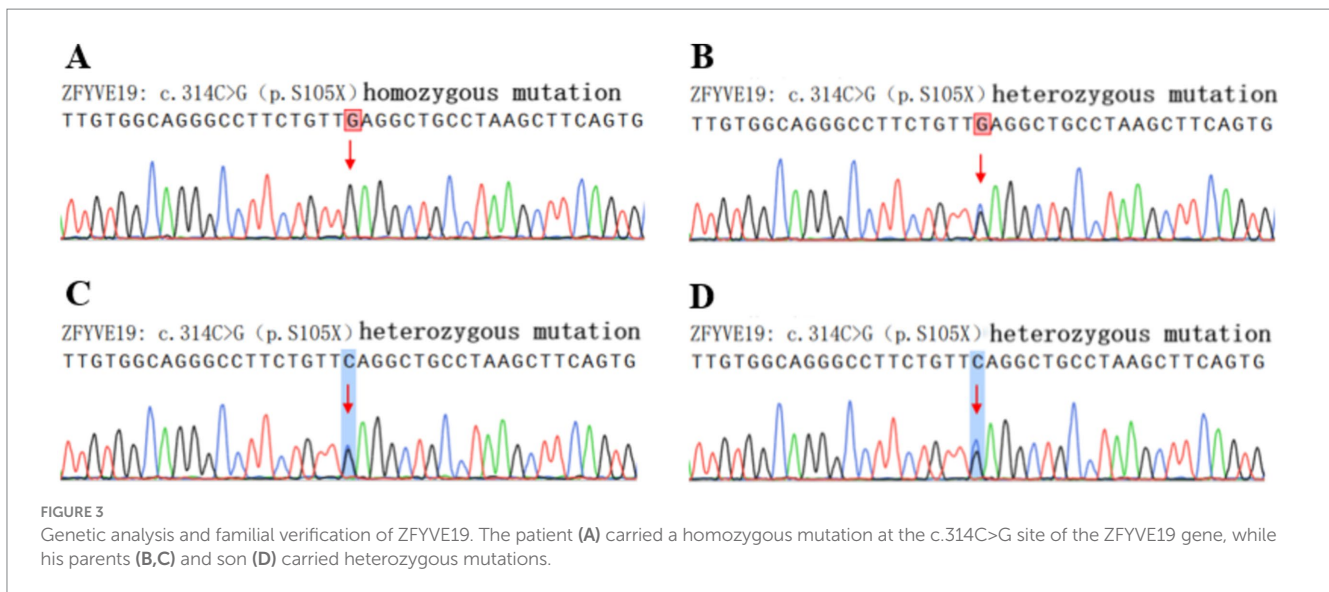 A
ZFYVE19: c.314C>G (p.S105X) homozygous mutation
TTGTGGCAGGGCCTTCTGTTGAGGCTGCCTAAGCTTCAGTG
B
ZFYVE19: c.314C>G (p.S105X) heterozygous mutation
TTGTGGCAGGGCCTTCTGTTGAGGCTGCCTAAGCTTCAGTG
C
ZFYVE19: c.314C>G (p.S105X) heterozygous mutation
TTGTGGCAGGGCCTTCTGTTCAGGCTGCCTAAGCTTCAGTG
D
ZFYVE19: c.314C>G (p.S105X) heterozygous mutation
TTGTGGCAGGGCCTTCTGTTCAGGCTGCCTAAGCTTCAGTG
FIGURE 3
Genetic analysis and familial verification of ZFYVE19. The patient (A) carried a homozygous mutation at the c.314C>G site of the ZFYVE19 gene, while
his parents (B,C) and son (D) carried heterozygous mutations.